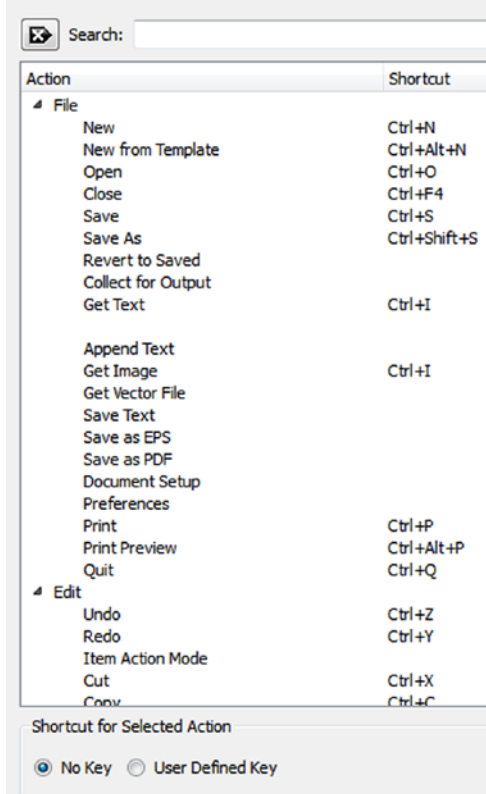 Search:
Action Shortcut
File
New Ctrl+N
New from Template Ctrl+Alt+N
Open Ctrl+O
Close Ctrl+F4
Save Ctrl+S
Save As Ctrl+Shift+S
Revert to Saved
Collect for Output
Get Text Ctrl+I
Append Text
Get Image Ctrl+I
Get Vector File
Save Text
Save as EPS
Save as PDF
Document Setup
Preferences
Print Ctrl+P
Print Preview Ctrl+Alt+P
Quit Ctrl+Q
Edit
Undo Ctrl+Z
Redo Ctrl+Y
Item Action Mode
Cut Ctrl+X
Copy Ctrl+C
Shortcut for Selected Action
No Key User Defined Key